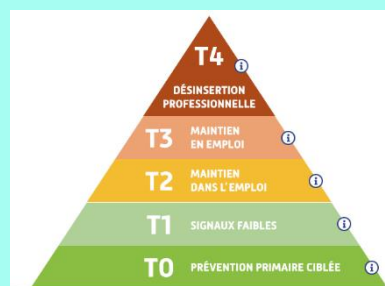 T4
DÉSINSERTION
PROFESSIONNELLE
T3 MAINTIEN
EN EMPLOI
T2 MAINTIEN
DANS L'EMPLOI
T1 SIGNAUX FAIBLES
T0 PRÉVENTION PRIMAIRE CIBLÉE